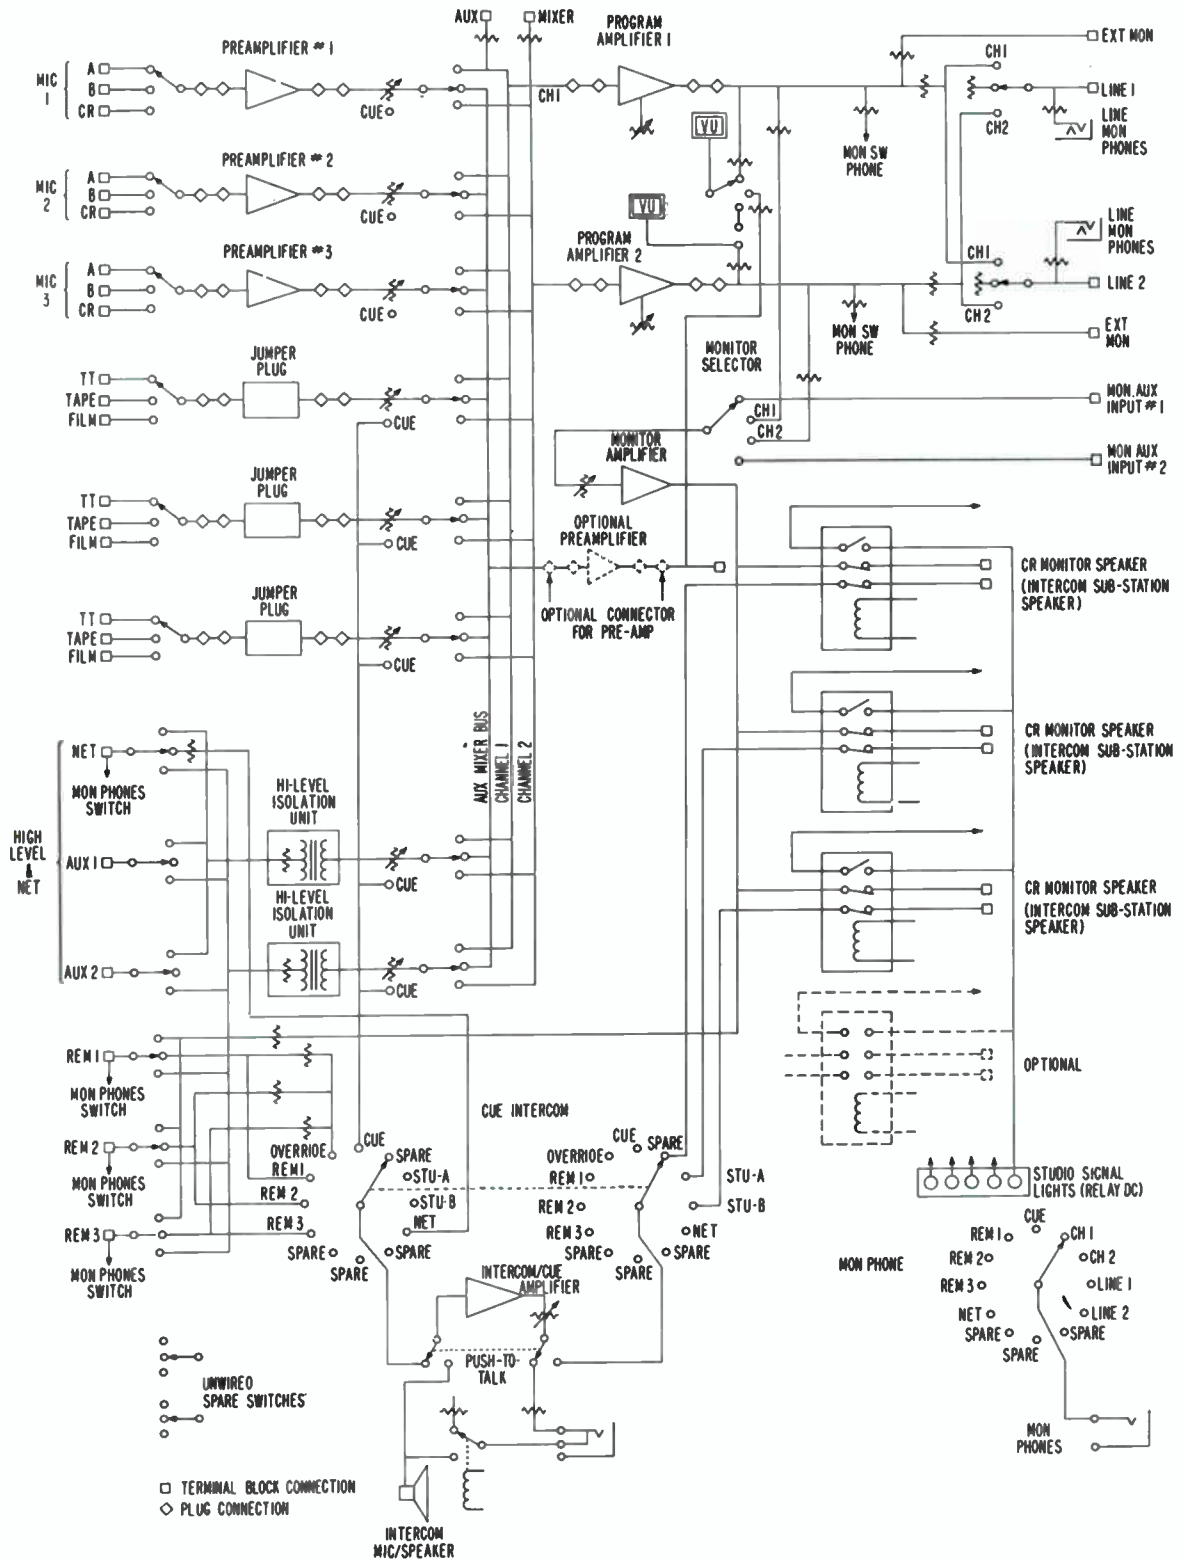 AUX
MIXER
PROGRAM
AMPLIFIER 1
EXT MON
PREAMPLIFIER #1
MIC
1
A
B
CR
CUE
CH1
VU
MON SW
PHONE
CH1
CH2
LINE 1
LINE
MON
PHONES
PREAMPLIFIER #2
MIC
2
A
B
CR
CUE
VU
PROGRAM
AMPLIFIER 2
LINE
MON
PHONES
PREAMPLIFIER #3
MIC
3
A
B
CR
CUE
CH1
CH2
LINE 2
MON SW
PHONE
EXT
MON
JUMPER
PLUG
TT
TAPE
FILM
CUE
MONITOR
SELECTOR
CH1
CH2
MON. AUX
INPUT #1
MONITOR
AMPLIFIER
MON AUX
INPUT #2
JUMPER
PLUG
TT
TAPE
FILM
CUE
OPTIONAL
PREAMPLIFIER
OPTIONAL CONNECTOR
FOR PRE-AMP
CR MONITOR SPEAKER
(INTERCOM SUB-STATION
SPEAKER)
JUMPER
PLUG
TT
TAPE
FILM
CUE
AUX MIXER BUS
CHANNEL 1
CHANNEL 2
CR MONITOR SPEAKER
(INTERCOM SUB-STATION
SPEAKER)
HIGH
LEVEL
&
NET
NET
MON PHONES
SWITCH
HI-LEVEL
ISOLATION
UNIT
AUX 1
CUE
HI-LEVEL
ISOLATION
UNIT
AUX 2
CUE
CR MONITOR SPEAKER
(INTERCOM SUB-STATION
SPEAKER)
OPTIONAL
REM 1
MON PHONES
SWITCH
REM 2
MON PHONES
SWITCH
REM 3
MON PHONES
SWITCH
CUE INTERCOM
OVERRIDE
CUE
SPARE
REM 1
STU-A
REM 2
STU-B
REM 3
NET
SPARE
SPARE
SPARE
OVERRIDE
CUE
SPARE
REM 1
STU-A
REM 2
STU-B
REM 3
NET
SPARE
SPARE
SPARE
STUDIO SIGNAL
LIGHTS (RELAY DC)
MON PHONE
CUE
REM 1
CH 1
REM 2
CH 2
REM 3
LINE 1
NET
LINE 2
SPARE
SPARE
SPARE
INTERCOM/CUE
AMPLIFIER
PUSH-TO-
TALK
UNWIRED
SPARE SWITCHES
MON
PHONES
TERMINAL BLOCK CONNECTION
PLUG CONNECTION
INTERCOM
MIC/SPEAKER